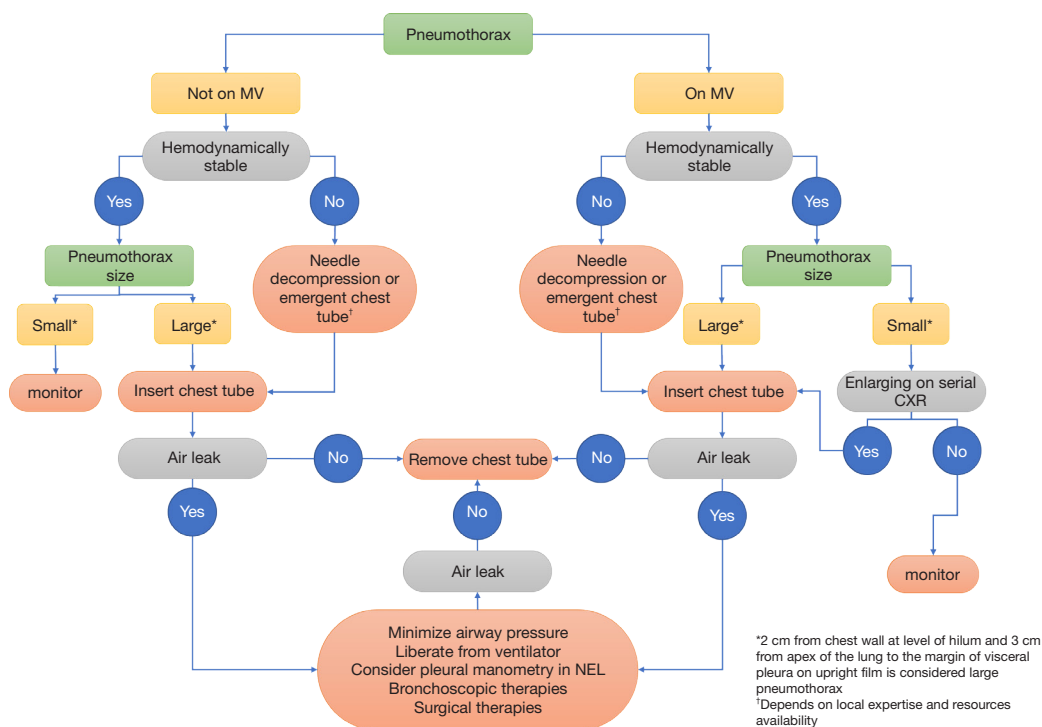 Pneumothorax
Not on MV
On MV
Hemodynamically
stable
Hemodynamically
stable
Yes
No
No
Yes
Pneumothorax
size
Needle
decompression or
emergent chest
tube†
Needle
decompression or
emergent chest
tube†
Pneumothorax
size
Small*
Large*
Large*
Small*
monitor
Insert chest tube
Insert chest tube
Enlarging on serial
CXR
Air leak
No
Remove chest tube
No
Air leak
Yes
No
Yes
No
Yes
Air leak
monitor
Minimize airway pressure
Liberate from ventilator
Consider pleural manometry in NEL
Bronchoscopic therapies
Surgical therapies
*2 cm from chest wall at level of hilum and 3 cm
from apex of the lung to the margin of visceral
pleura on upright film is considered large
pneumothorax
†Depends on local expertise and resources
availability